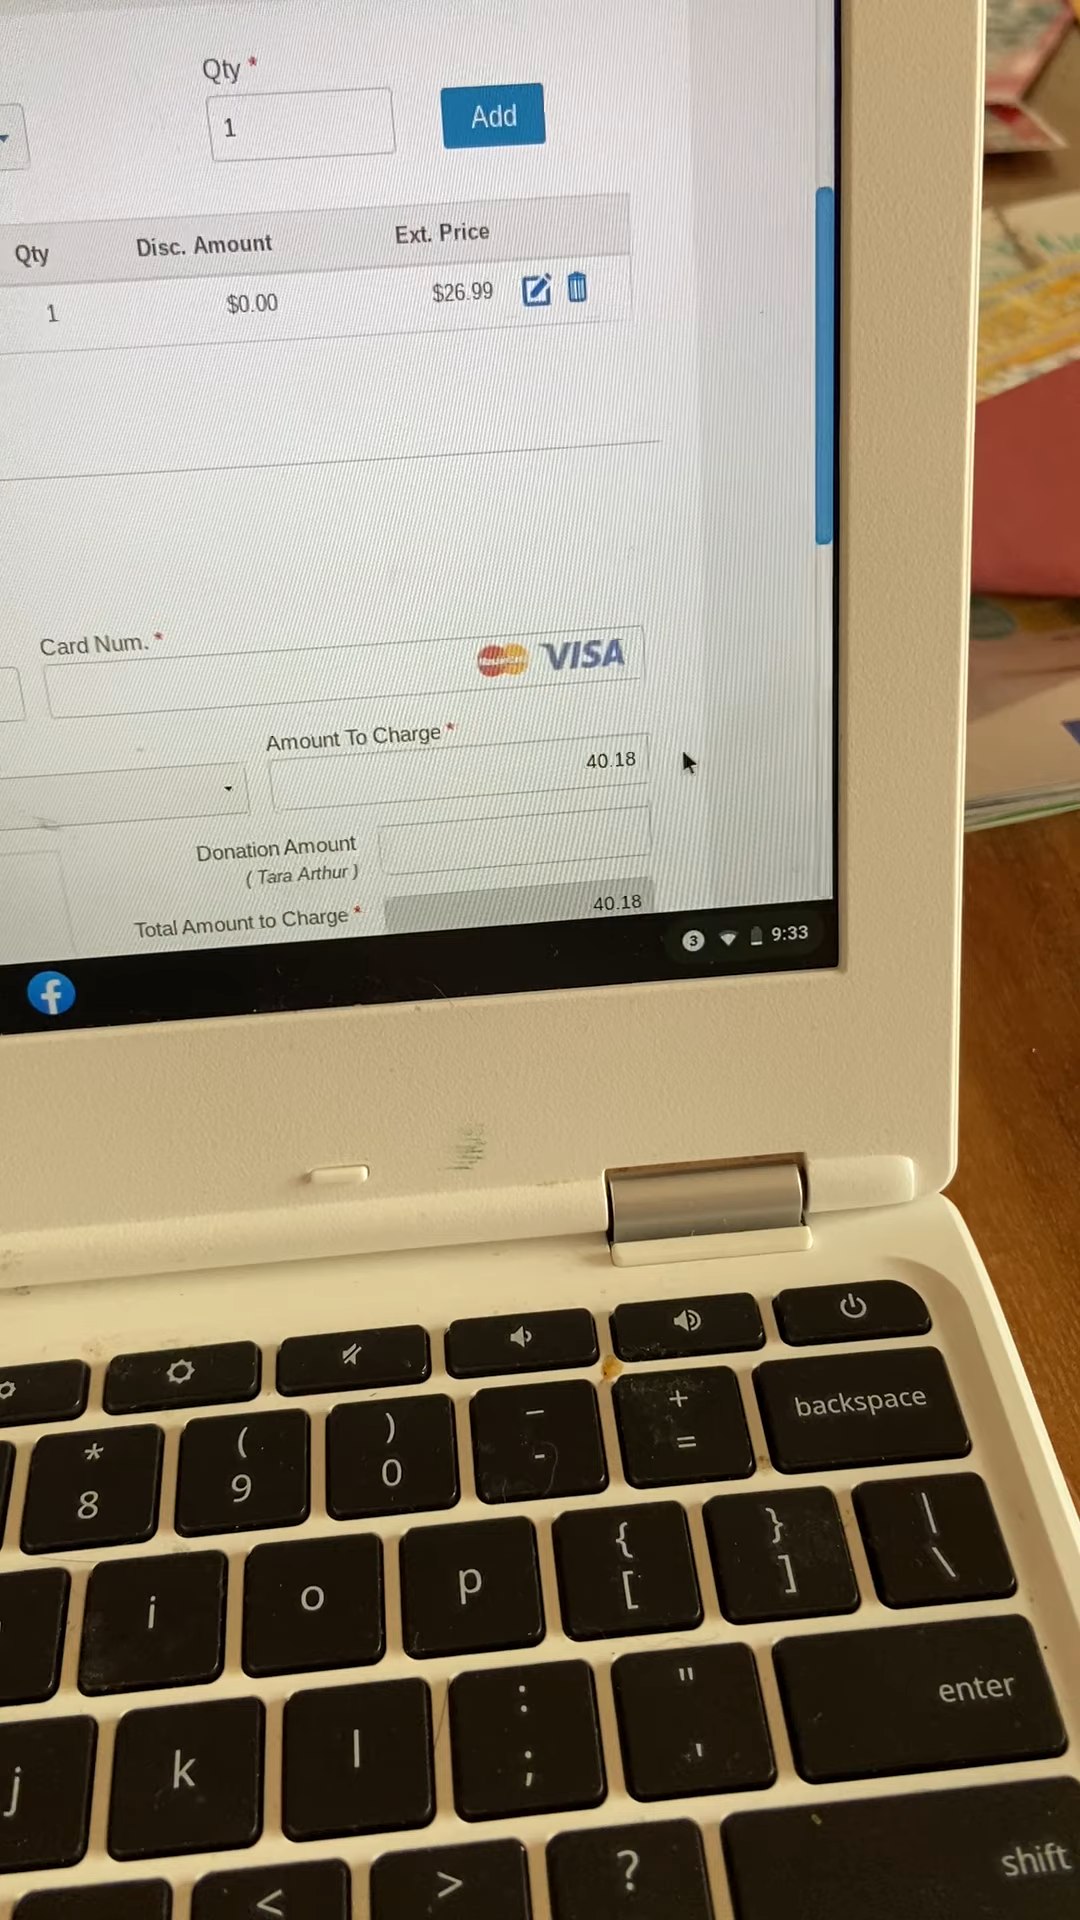 Qty *
1
Add
Qty Disc. Amount Ext. Price
1 $0.00 $26.99
Card Num. *
MasterCard VISA
Amount To Charge *
40.18
Donation Amount
( Tara Arthur )
Total Amount to Charge * 40.18
3 9:33
f
* ( ) _ +
8 9 0 - = backspace
{ } |
i o p [ ] \
: "
j k l ; ' enter
< > ? shift